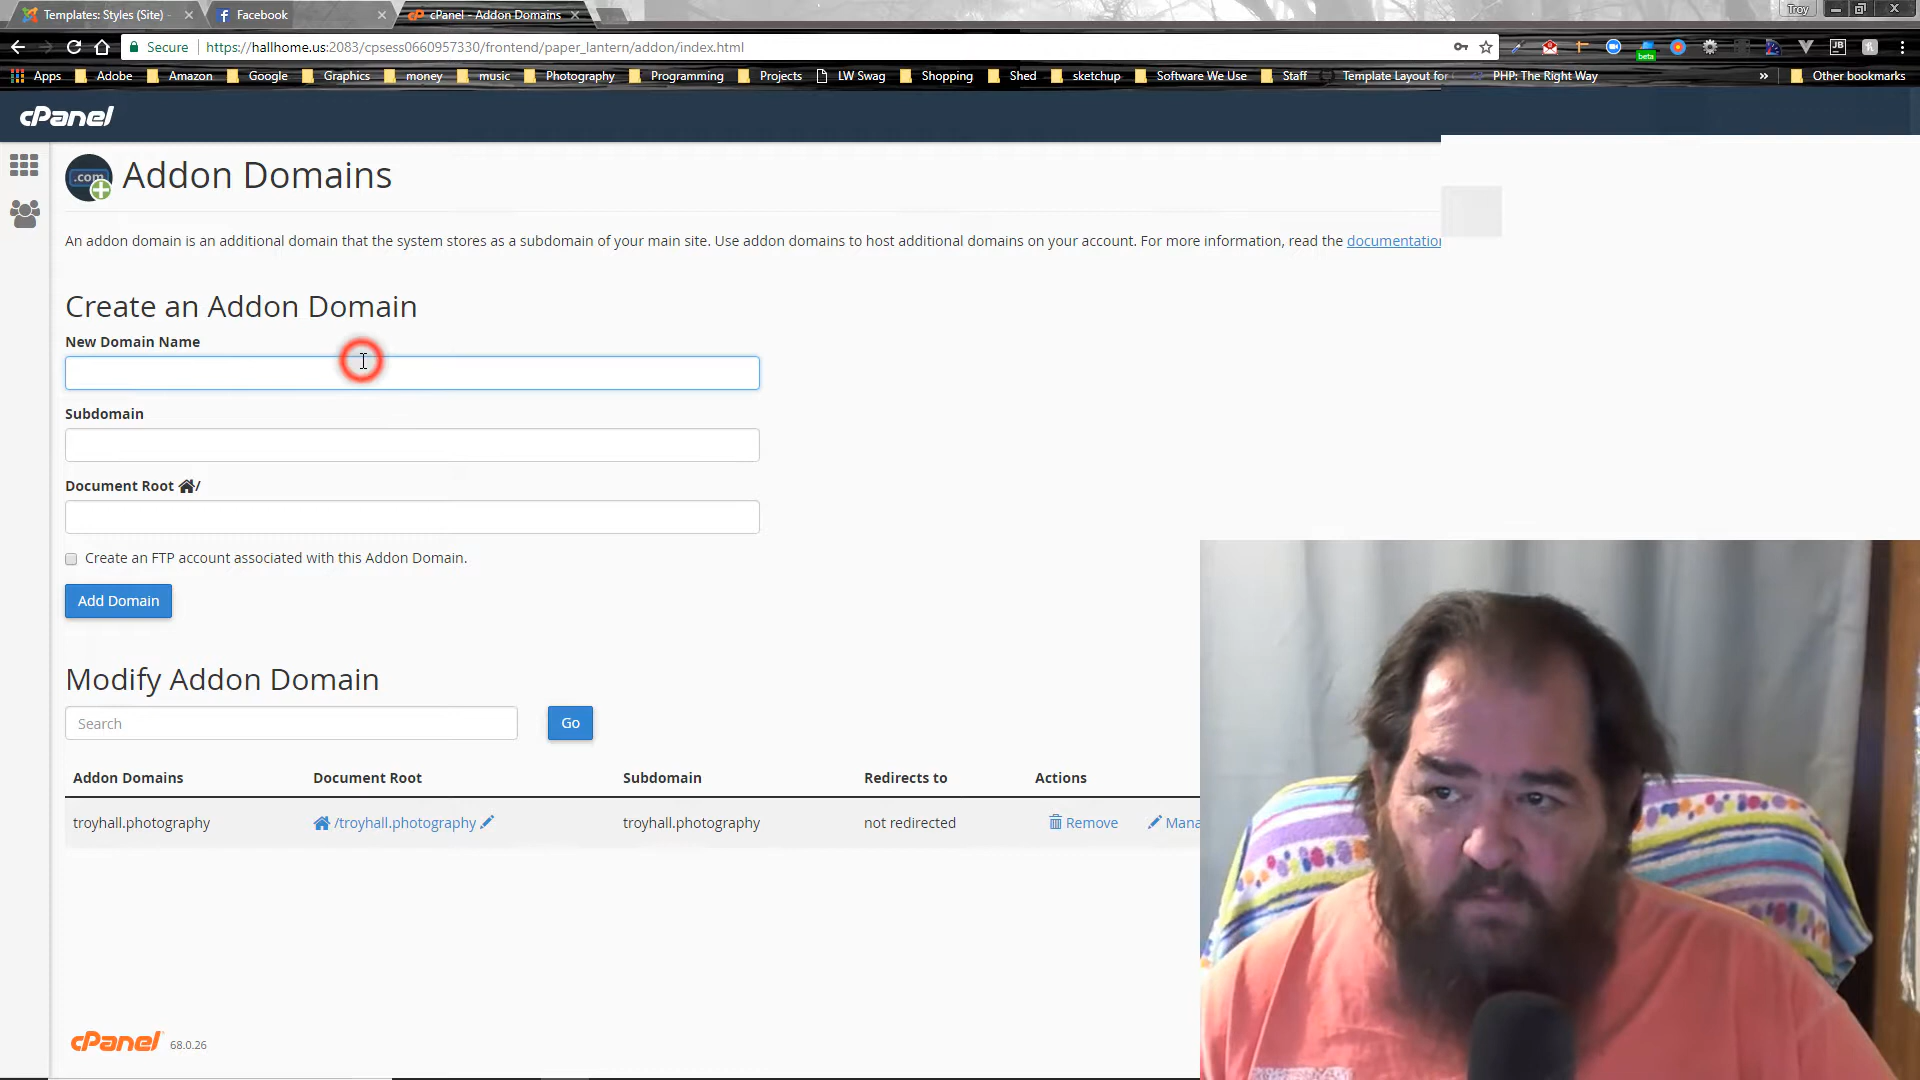 Templates: Styles (Site) -
Facebook
cPanel - Addon Domains
Troy
Secure
https://hallhome.us:2083/cpsess0660957330/frontend/paper_lantern/addon/index.html
Apps
Adobe
Amazon
Google
Graphics
money
music
Photography
Programming
Projects
LW Swag
Shopping
Shed
sketchup
Software We Use
Staff
Template Layout for
PHP: The Right Way
»
Other bookmarks
beta
JB
cPanel
.com
Addon Domains
An addon domain is an additional domain that the system stores as a subdomain of your main site. Use addon domains to host additional domains on your account. For more information, read the documentation
Create an Addon Domain
New Domain Name
Subdomain
Document Root /
Create an FTP account associated with this Addon Domain.
Add Domain
Modify Addon Domain
Search
Go
Addon Domains
Document Root
Subdomain
Redirects to
Actions
troyhall.photography
/troyhall.photography
troyhall.photography
not redirected
Remove
Mana
cPanel
68.0.26